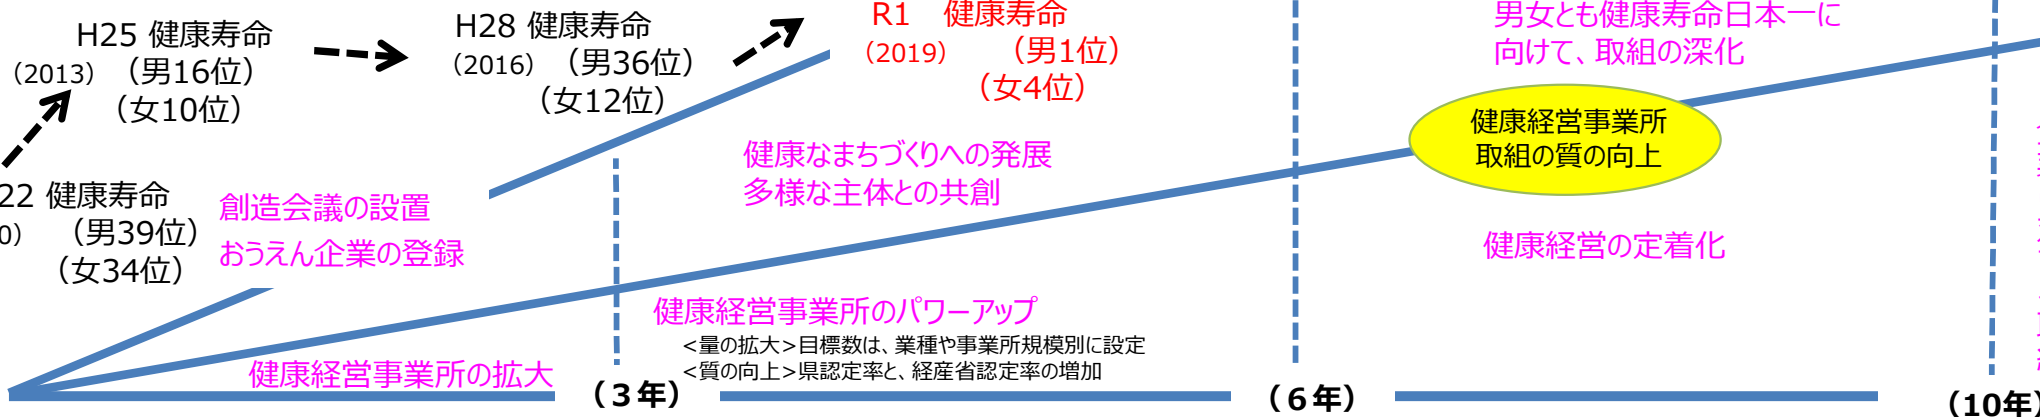 H25 健康寿命
（2013）（男16位）
（女10位）
H28 健康寿命
（2016）（男36位）
（女12位）
R1　健康寿命
（2019）　（男1位）
（女4位）
男女とも健康寿命日本一に
向けて、取組の深化
健康経営事業所
取組の質の向上
健康なまちづくりへの発展
多様な主体との共創
22 健康寿命
0）（男39位）
（女34位）
創造会議の設置
おうえん企業の登録
健康経営の定着化
健康経営事業所のパワーアップ
<量の拡大>目標数は、業種や事業所規模別に設定
<質の向上>県認定率と、経産省認定率の増加
健康経営事業所の拡大
（３年）
（６年）
（10年）